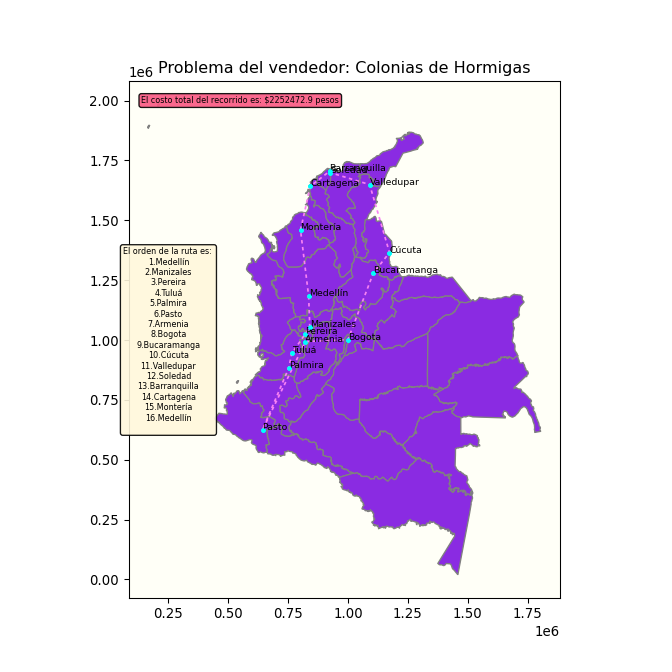 Problema del vendedor: Colonias de Hormigas
1e6
El costo total del recorrido es: $2252472.9 pesos
2.00
1.75
1.50
1.25
1.00
0.75
0.50
0.25
0.00
El orden de la ruta es:
1.Medellín
2.Manizales
3.Pereira
4.Tuluá
5.Palmira
6.Pasto
7.Armenia
8.Bogota
9.Bucaramanga
10.Cúcuta
11.Valledupar
12.Soledad
13.Barranquilla
14.Cartagena
15.Montería
16.Medellín
Barranquilla
Soledad
Cartagena
Valledupar
Montería
Cúcuta
Bucaramanga
Medellín
Manizales
Pereira
Armenia
Bogota
Tuluá
Palmira
Pasto
0.25
0.50
0.75
1.00
1.25
1.50
1.75
1e6